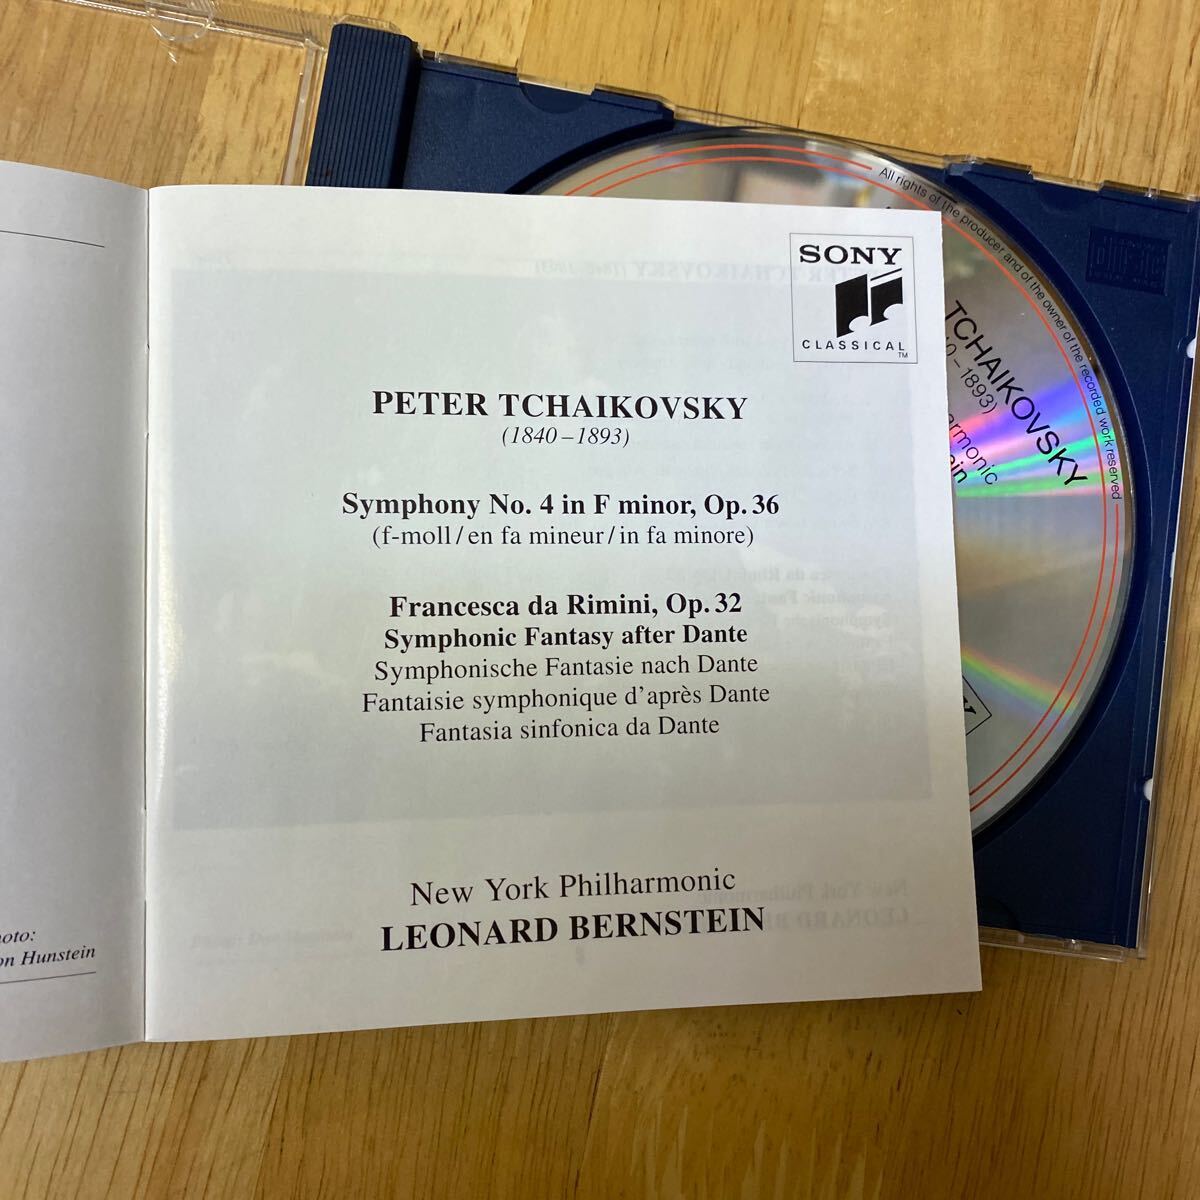 SONY
CLASSICAL
TM
PETER TCHAIKOVSKY
(1840–1893)
Symphony No. 4 in F minor, Op. 36
(f-moll/en fa mineur/in fa minore)
Francesca da Rimini, Op. 32
Symphonic Fantasy after Dante
Symphonische Fantasie nach Dante
Fantaisie symphonique d'après Dante
Fantasia sinfonica da Dante
New York Philharmonic
LEONARD BERNSTEIN
Hunstein
All rights of the producer and of the owner of the recorded work reserved
TCHAIKOVSKY
–1893)